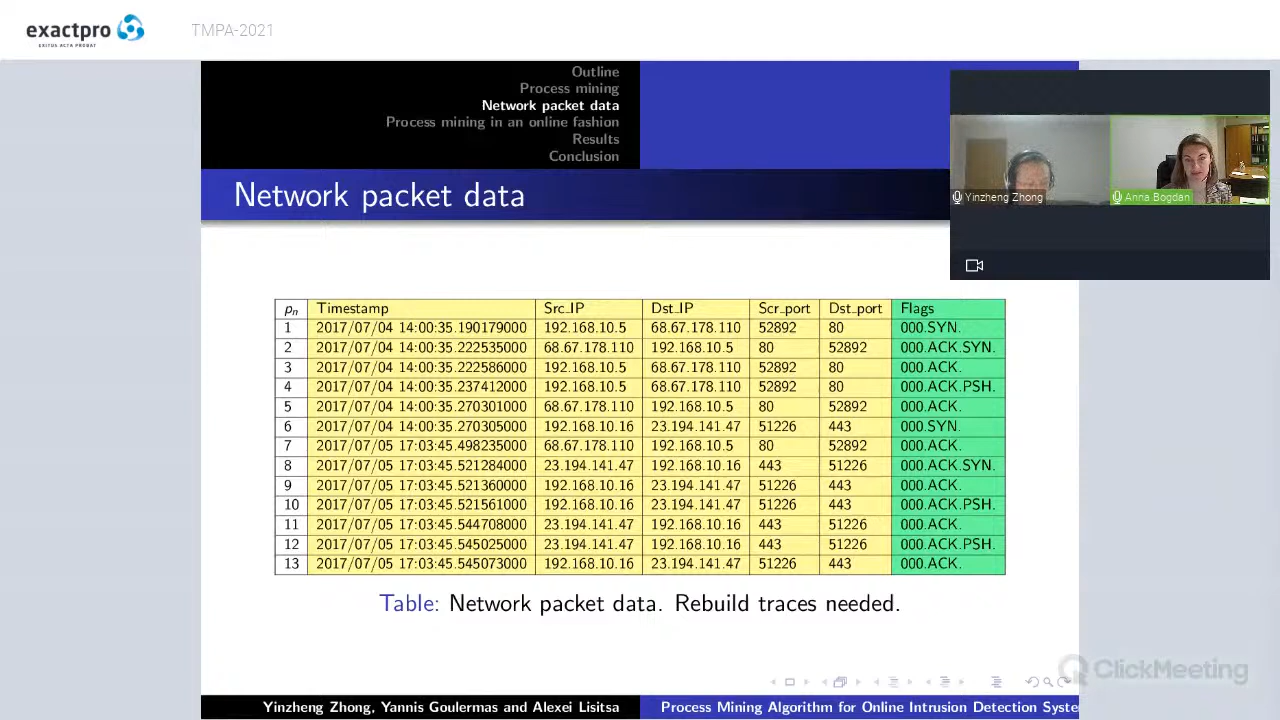 exactpro
EXITUS ACTA PROBAT
TMPA-2021
Outline
Process mining
Network packet data
Process mining in an online fashion
Results
Conclusion
Network packet data
Yinzheng Zhong
Anna Bogdan
pn Timestamp Src_IP Dst_IP Scr_port Dst_port Flags
1 2017/07/04 14:00:35.190179000 192.168.10.5 68.67.178.110 52892 80 000.SYN.
2 2017/07/04 14:00:35.222535000 68.67.178.110 192.168.10.5 80 52892 000.ACK.SYN.
3 2017/07/04 14:00:35.222586000 192.168.10.5 68.67.178.110 52892 80 000.ACK.
4 2017/07/04 14:00:35.237412000 192.168.10.5 68.67.178.110 52892 80 000.ACK.PSH.
5 2017/07/04 14:00:35.270301000 68.67.178.110 192.168.10.5 80 52892 000.ACK.
6 2017/07/04 14:00:35.270305000 192.168.10.16 23.194.141.47 51226 443 000.SYN.
7 2017/07/05 17:03:45.498235000 68.67.178.110 192.168.10.5 80 52892 000.ACK.
8 2017/07/05 17:03:45.521284000 23.194.141.47 192.168.10.16 443 51226 000.ACK.SYN.
9 2017/07/05 17:03:45.521360000 192.168.10.16 23.194.141.47 51226 443 000.ACK.
10 2017/07/05 17:03:45.521561000 192.168.10.16 23.194.141.47 51226 443 000.ACK.PSH.
11 2017/07/05 17:03:45.544708000 23.194.141.47 192.168.10.16 443 51226 000.ACK.
12 2017/07/05 17:03:45.545025000 23.194.141.47 192.168.10.16 443 51226 000.ACK.PSH.
13 2017/07/05 17:03:45.545073000 192.168.10.16 23.194.141.47 51226 443 000.ACK.
Table: Network packet data. Rebuild traces needed.
ClickMeeting
Yinzheng Zhong, Yannis Goulermas and Alexei Lisitsa
Process Mining Algorithm for Online Intrusion Detection Syste